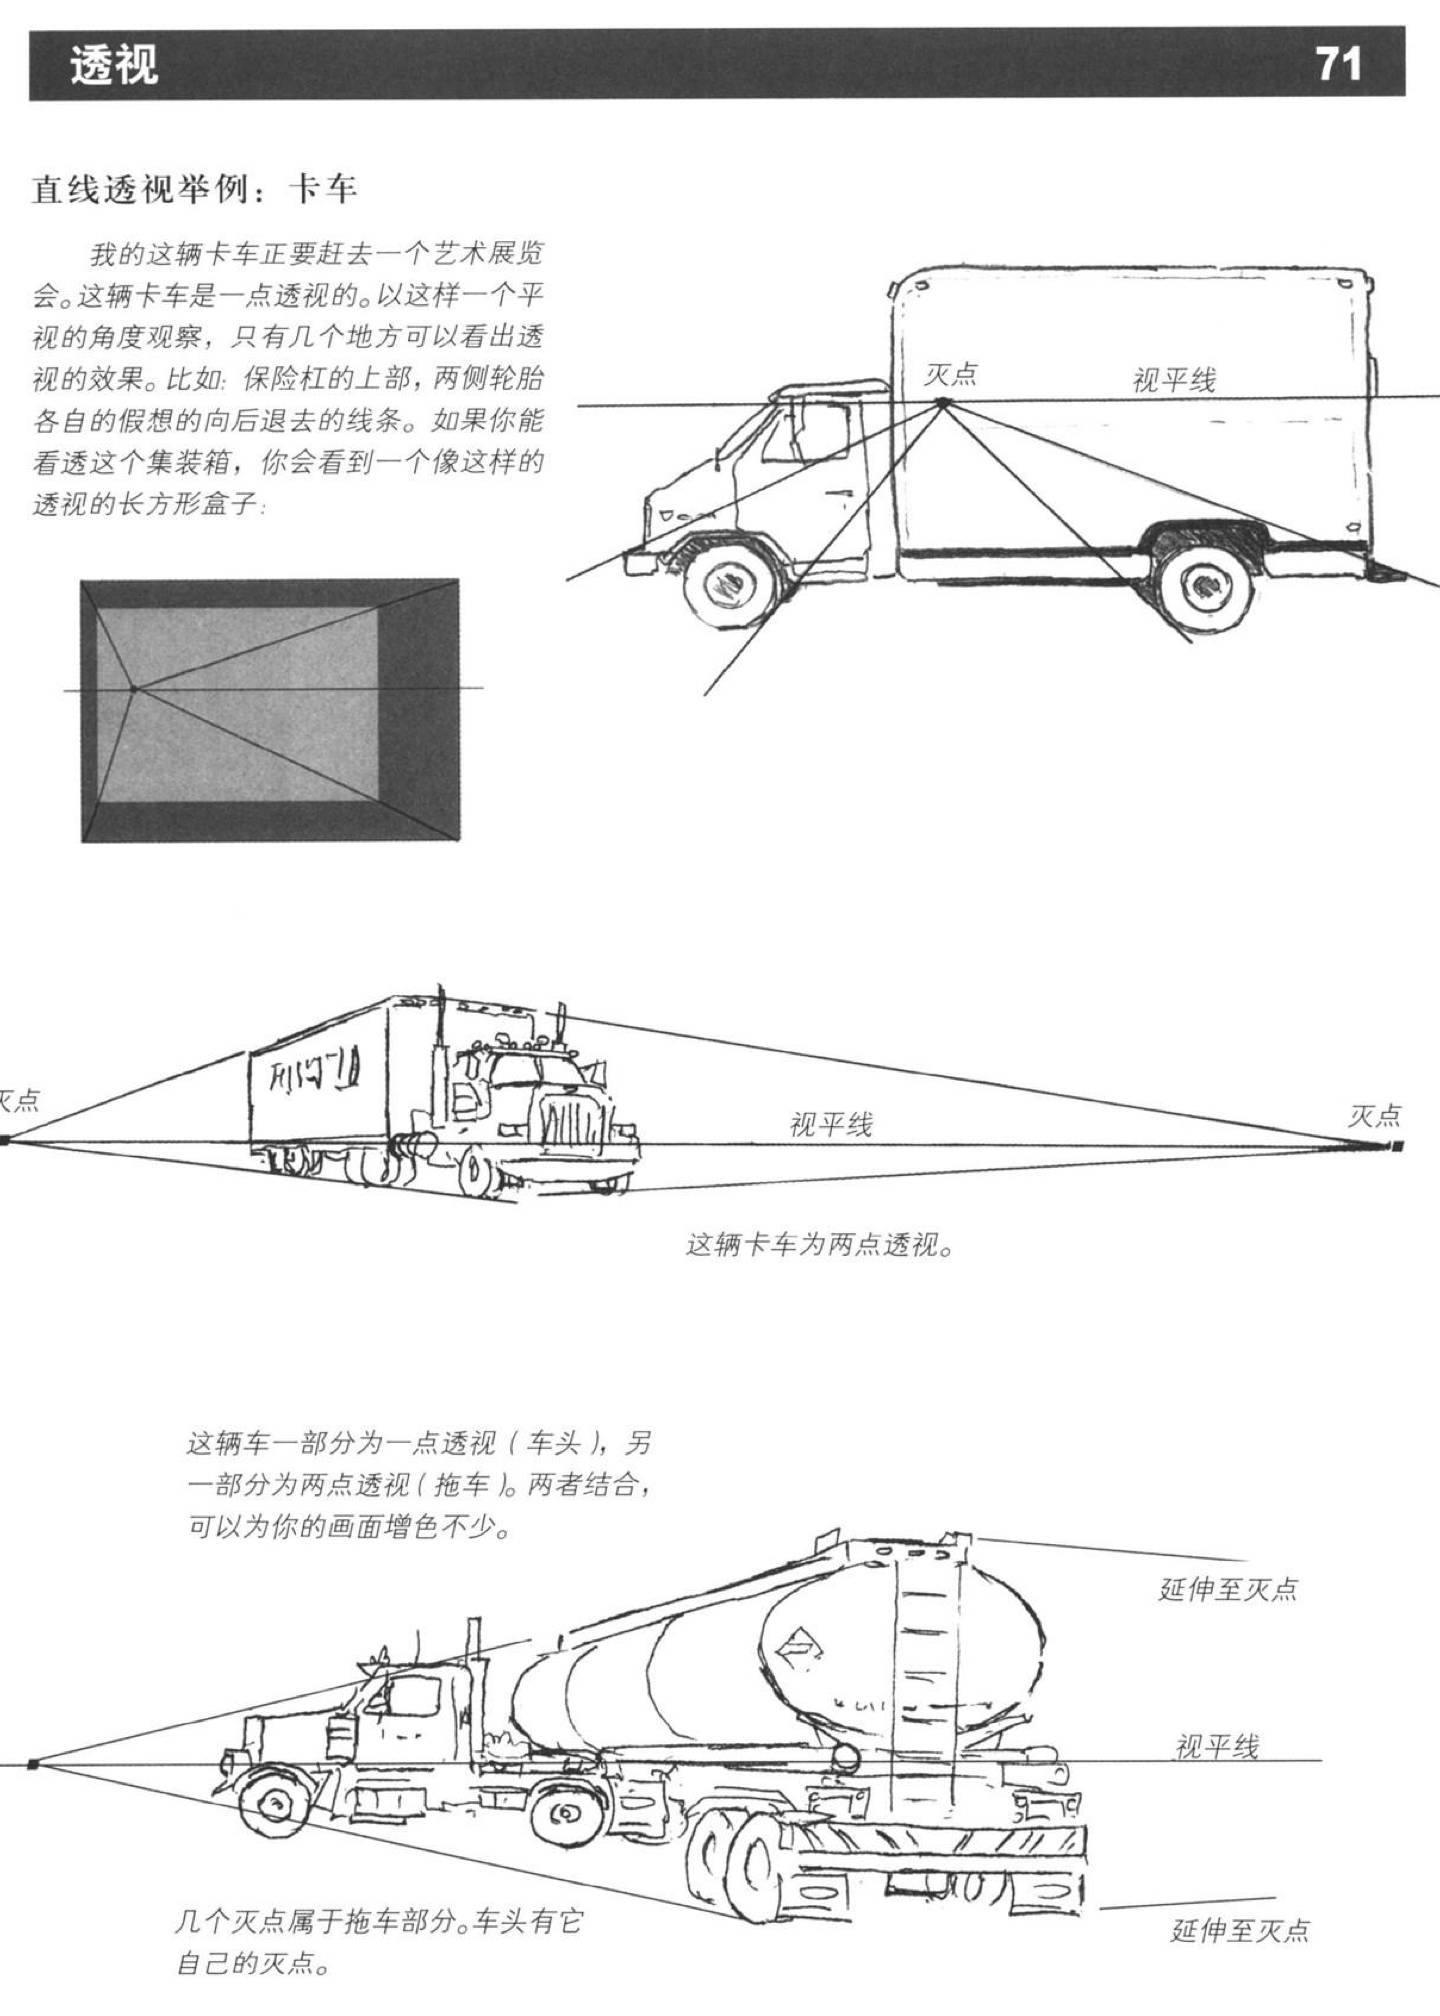 透视
71
直线透视举例：卡车
我的这辆卡车正要赶去一个艺术展览
会。这辆卡车是一点透视的。以这样一个平
视的角度观察，只有几个地方可以看出透
视的效果。比如：保险杠的上部，两侧轮胎
各自的假想的向后退去的线条。如果你能
看透这个集装箱，你会看到一个像这样的
透视的长方形盒子：
灭点
视平线
灭点
视平线
灭点
这辆卡车为两点透视。
这辆车一部分为一点透视（车头），另
一部分为两点透视（拖车）。两者结合，
可以为你的画面增色不少。
延伸至灭点
视平线
延伸至灭点
几个灭点属于拖车部分。车头有它
自己的灭点。